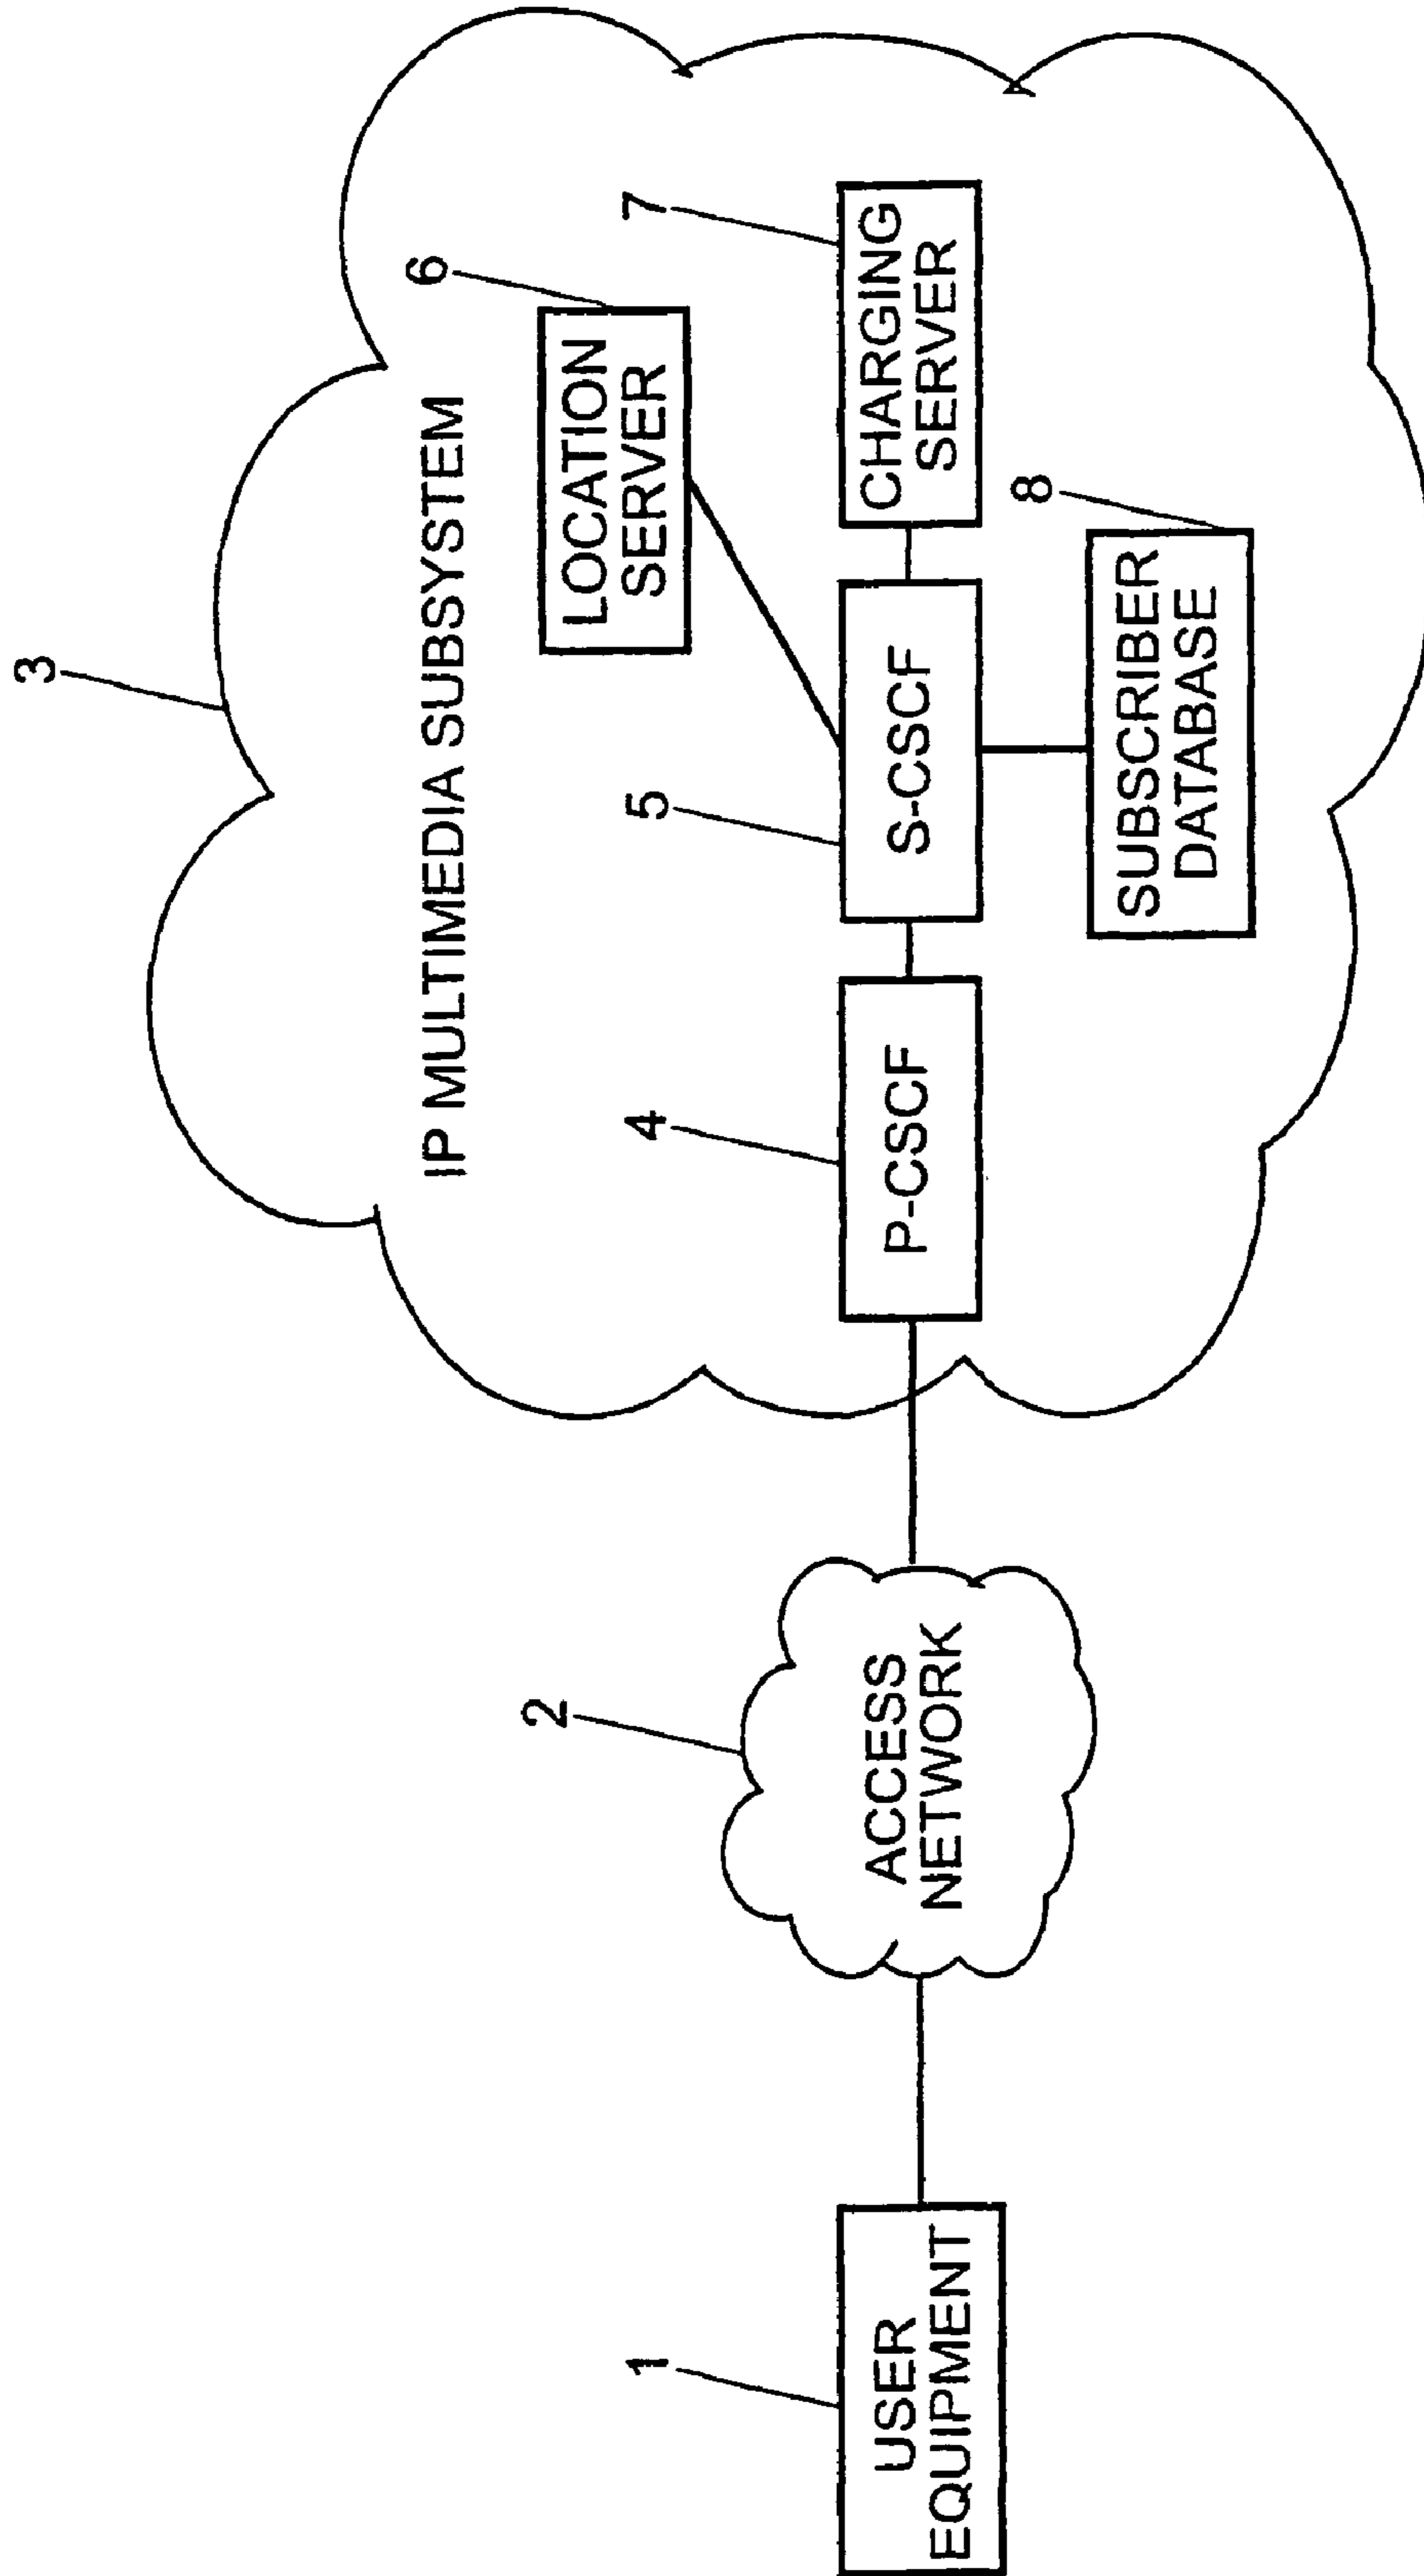 3
IP MULTIMEDIA SUBSYSTEM
6
LOCATION
SERVER
7
CHARGING
SERVER
5
S-CSCF
4
P-CSCF
8
SUBSCRIBER
DATABASE
2
ACCESS
NETWORK
1
USER
EQUIPMENT